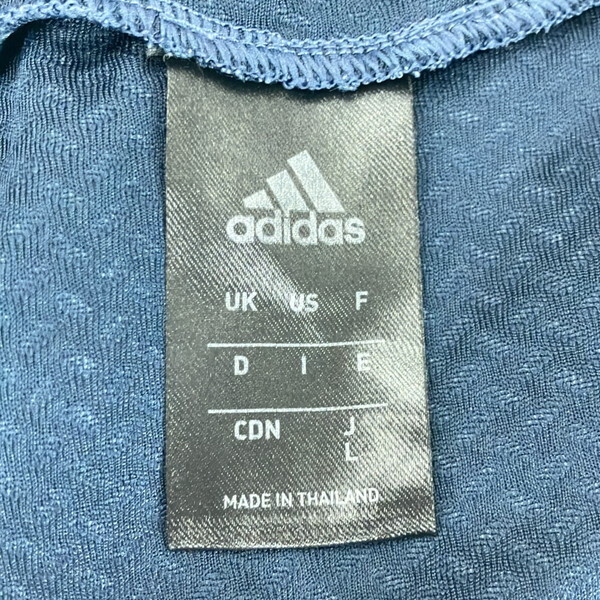 adidas
UK US F
D I E
CDN J
L
MADE IN THAILAND